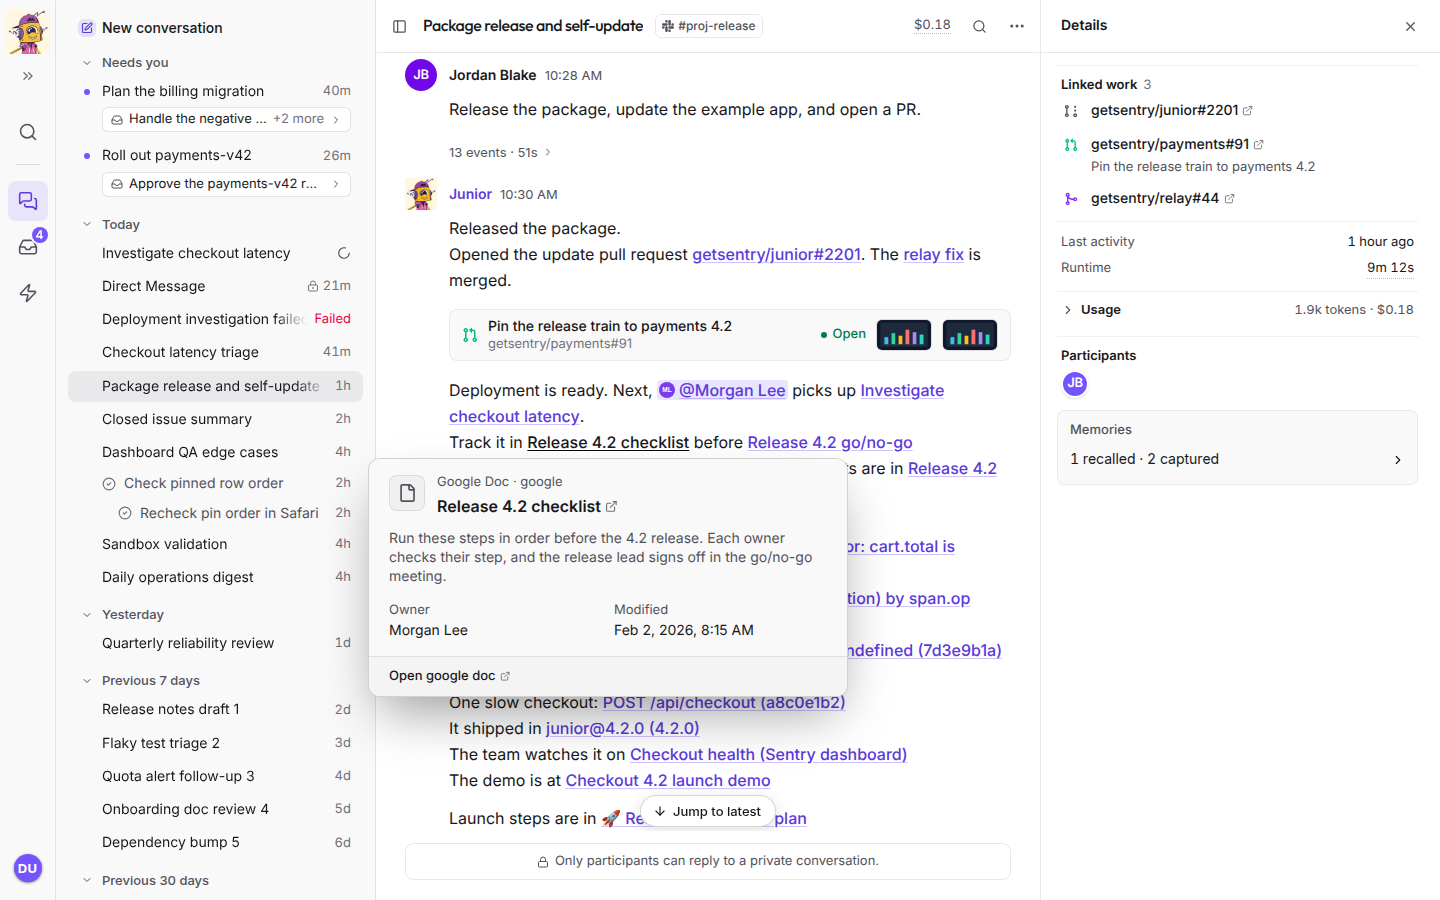 New conversation
Needs you
Plan the billing migration 40m
Handle the negative ... +2 more
Roll out payments-v42 26m
Approve the payments-v42 r...
Today
Investigate checkout latency
Direct Message 21m
Deployment investigation failed Failed
Checkout latency triage 41m
Package release and self-update 1h
Closed issue summary 2h
Dashboard QA edge cases 4h
Check pinned row order 2h
Recheck pin order in Safari 2h
Sandbox validation 4h
Daily operations digest 4h
Yesterday
Quarterly reliability review 1d
Previous 7 days
Release notes draft 1 2d
Flaky test triage 2 3d
Quota alert follow-up 3 4d
Onboarding doc review 4 5d
Dependency bump 5 6d
Previous 30 days
4
DU
Package release and self-update #proj-release $0.18
JB Jordan Blake 10:28 AM
Release the package, update the example app, and open a PR.
13 events · 51s
Junior 10:30 AM
Released the package.
Opened the update pull request getsentry/junior#2201. The relay fix is
merged.
Pin the release train to payments 4.2
getsentry/payments#91
Open
Deployment is ready. Next, ML @Morgan Lee picks up Investigate
checkout latency.
Track it in Release 4.2 checklist before Release 4.2 go/no-go
ts are in Release 4.2
or: cart.total is
tion) by span.op
ndefined (7d3e9b1a)
Google Doc · google
Release 4.2 checklist
Run these steps in order before the 4.2 release. Each owner
checks their step, and the release lead signs off in the go/no-go
meeting.
Owner Modified
Morgan Lee Feb 2, 2026, 8:15 AM
Open google doc
One slow checkout: POST /api/checkout (a8c0e1b2)
It shipped in junior@4.2.0 (4.2.0)
The team watches it on Checkout health (Sentry dashboard)
The demo is at Checkout 4.2 launch demo
Launch steps are in 🚀 Re plan
Jump to latest
Only participants can reply to a private conversation.
Details
Linked work 3
getsentry/junior#2201
getsentry/payments#91
Pin the release train to payments 4.2
getsentry/relay#44
Last activity 1 hour ago
Runtime 9m 12s
Usage 1.9k tokens · $0.18
Participants
JB
Memories
1 recalled · 2 captured